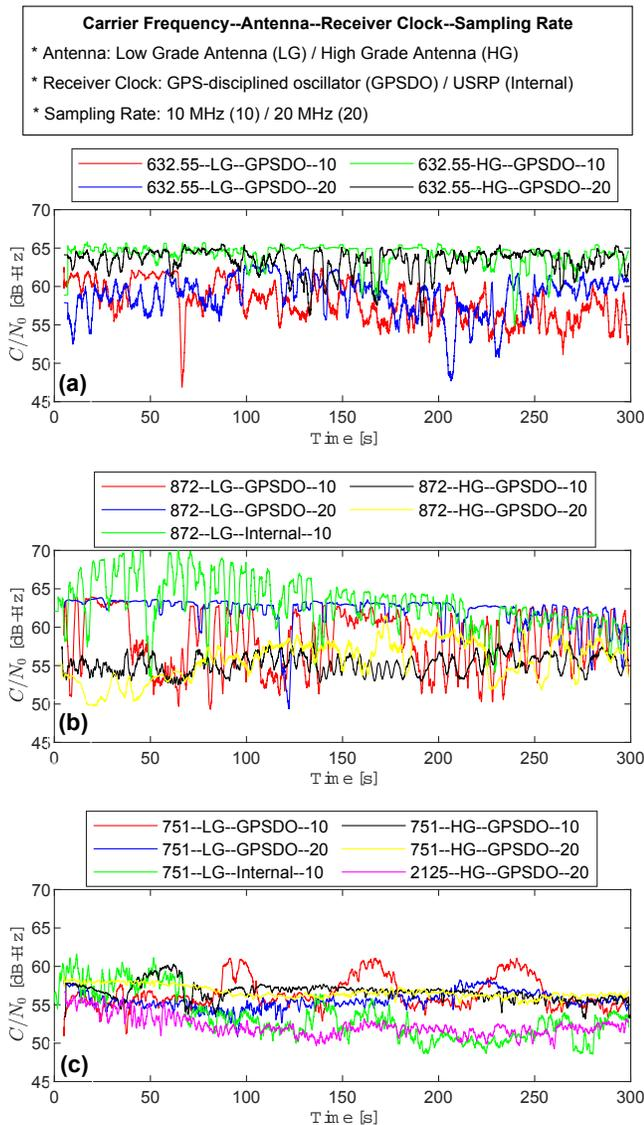 Carrier Frequency--Antenna--Receiver Clock--Sampling Rate
* Antenna: Low Grade Antenna (LG) / High Grade Antenna (HG)
* Receiver Clock: GPS-disciplined oscillator (GPSDO) / USRP (Internal)
* Sampling Rate: 10 MHz (10) / 20 MHz (20)
632.55--LG--GPSDO--10 632.55-HG--GPSDO--10
632.55--LG--GPSDO--20 632.55--HG--GPSDO--20
70
65
60
55
50
45
C/N0 [dB-Hz]
(a)
0 50 100 150 200 250 300
Time [s]
872--LG--GPSDO--10 872--HG--GPSDO--10
872--LG--GPSDO--20 872--HG--GPSDO--20
872--LG--Internal--10
70
65
60
55
50
45
C/N0 [dB-Hz]
(b)
0 50 100 150 200 250 300
Time [s]
751--LG--GPSDO--10 751--HG--GPSDO--10
751--LG--GPSDO--20 751--HG--GPSDO--20
751--LG--Internal--10 2125--HG--GPSDO--20
70
65
60
55
50
45
C/N0 [dB-Hz]
(c)
0 50 100 150 200 250 300
Time [s]